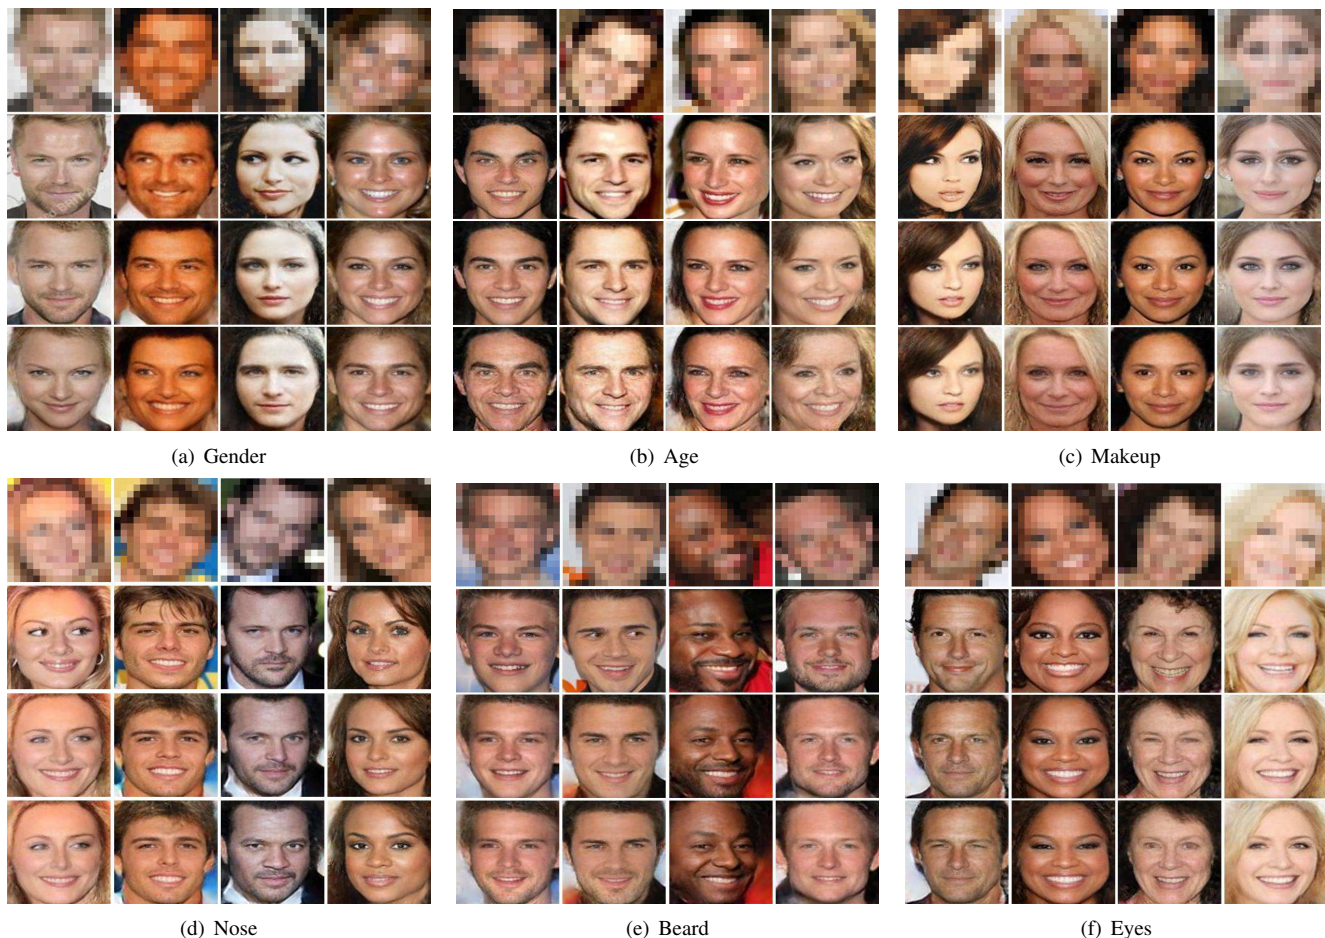 (a) Gender
(b) Age
(c) Makeup
(d) Nose
(e) Beard
(f) Eyes